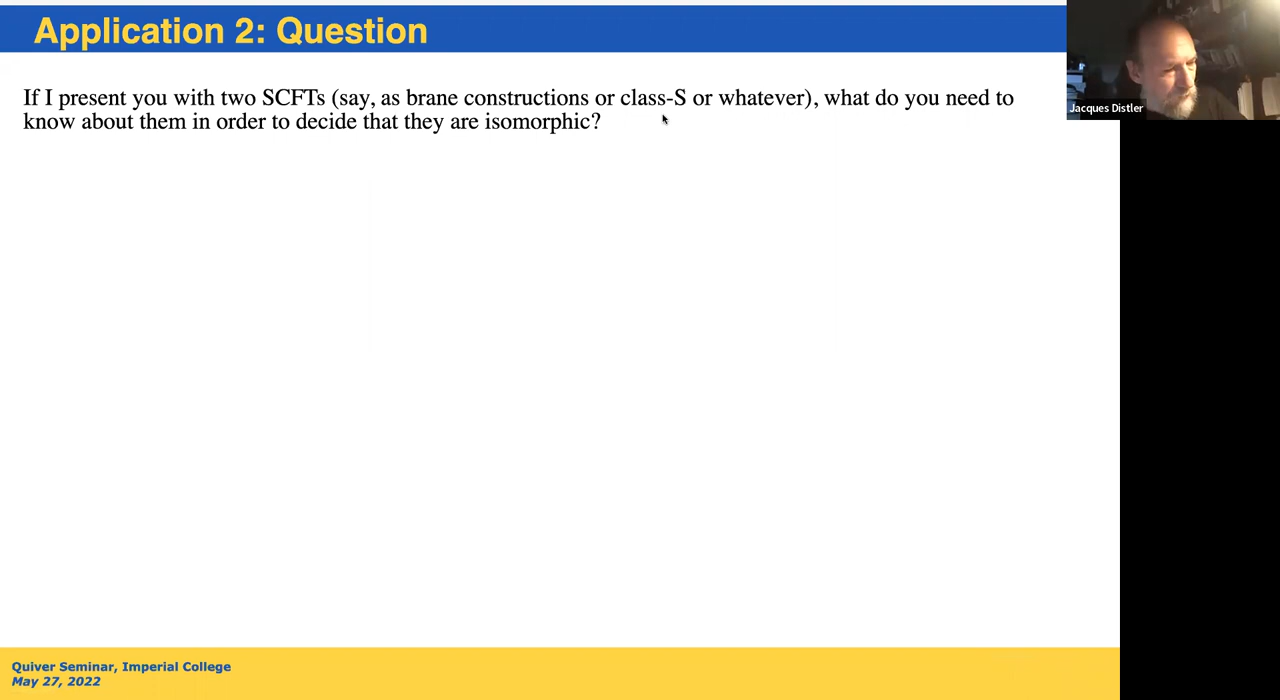 Application 2: Question
If I present you with two SCFTs (say, as brane constructions or class-S or whatever), what do you need to
know about them in order to decide that they are isomorphic?
Jacques Distler
Quiver Seminar, Imperial College
May 27, 2022